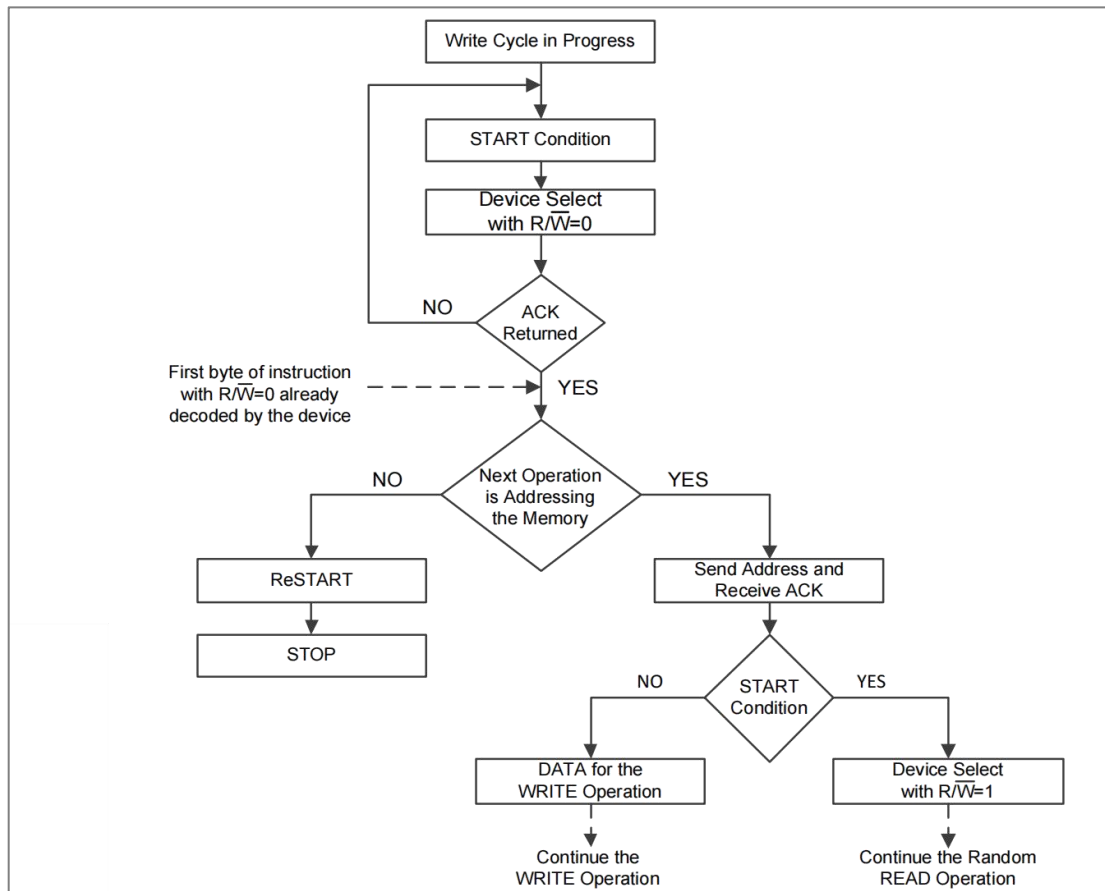 Write Cycle in Progress
START Condition
Device Select
with R/W̅=0
NO
ACK
Returned
First byte of instruction
with R/W̅=0 already
decoded by the device
YES
NO
Next Operation
is Addressing
the Memory
YES
ReSTART
Send Address and
Receive ACK
STOP
NO
START
Condition
YES
DATA for the
WRITE Operation
Device Select
with R/W̅=1
Continue the
WRITE Operation
Continue the Random
READ Operation